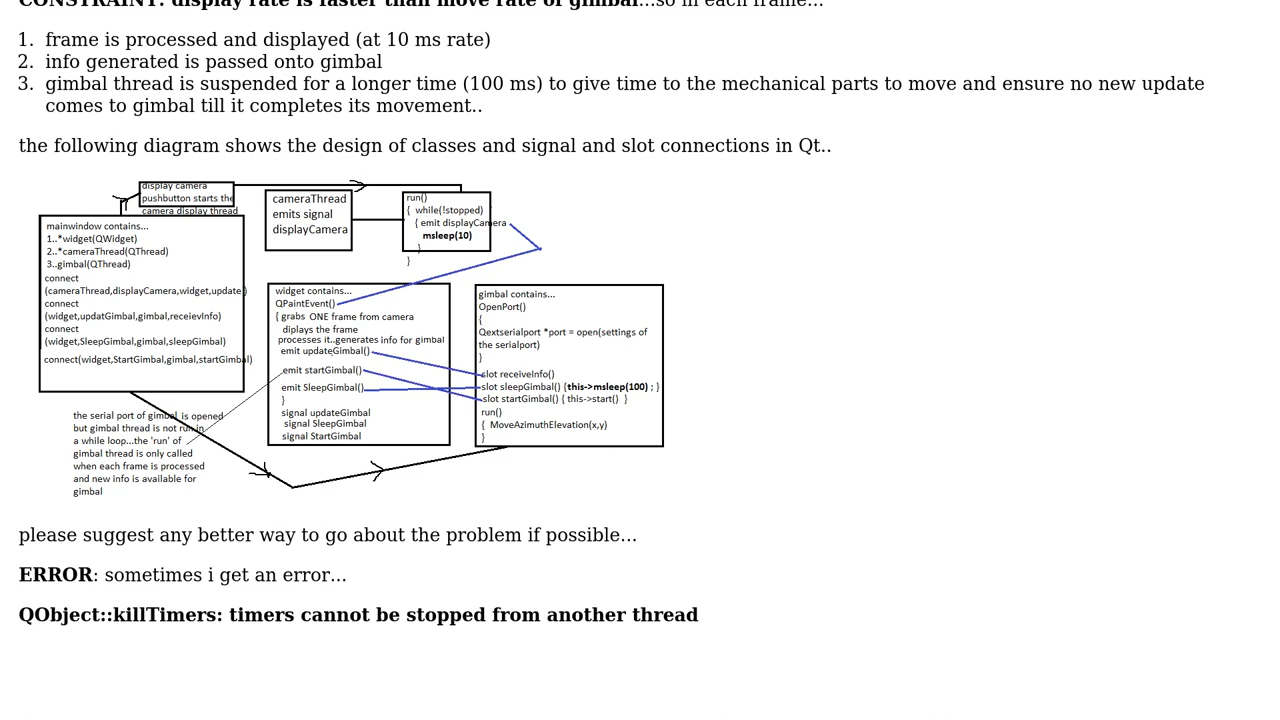 CONSTRAINT: display rate is faster than move rate of gimbal...so in each frame...
1. frame is processed and displayed (at 10 ms rate)
2. info generated is passed onto gimbal
3. gimbal thread is suspended for a longer time (100 ms) to give time to the mechanical parts to move and ensure no new update
comes to gimbal till it completes its movement..
the following diagram shows the design of classes and signal and slot connections in Qt..
display camera
pushbutton starts the
camera display thread
mainwindow contains...
1..*widget(QWidget)
2..*cameraThread(QThread)
3..gimbal(QThread)
connect
(cameraThread,displayCamera,widget,update)
connect
(widget,updatGimbal,gimbal,receievInfo)
connect
(widget,SleepGimbal,gimbal,sleepGimbal)
connect(widget,StartGimbal,gimbal,startGimbal)
cameraThread
emits signal
displayCamera
run()
{ while(!stopped)
{ emit displayCamera
msleep(10)
}
}
widget contains...
QPaintEvent()
{ grabs ONE frame from camera
diplays the frame
processes it..generates info for gimbal
emit updateGimbal()
emit startGimbal()
emit SleepGimbal()
}
signal updateGimbal
signal SleepGimbal
signal StartGimbal
gimbal contains...
OpenPort()
{
Qextserialport *port = open(settings of
the serialport)
}
slot receiveInfo()
slot sleepGimbal() {this->msleep(100) ; }
slot startGimbal() { this->start() }
run()
{ MoveAzimuthElevation(x,y)
}
the serial port of gimbal is opened
but gimbal thread is not run in
a while loop...the 'run' of
gimbal thread is only called
when each frame is processed
and new info is available for
gimbal
please suggest any better way to go about the problem if possible...
ERROR: sometimes i get an error...
QObject::killTimers: timers cannot be stopped from another thread